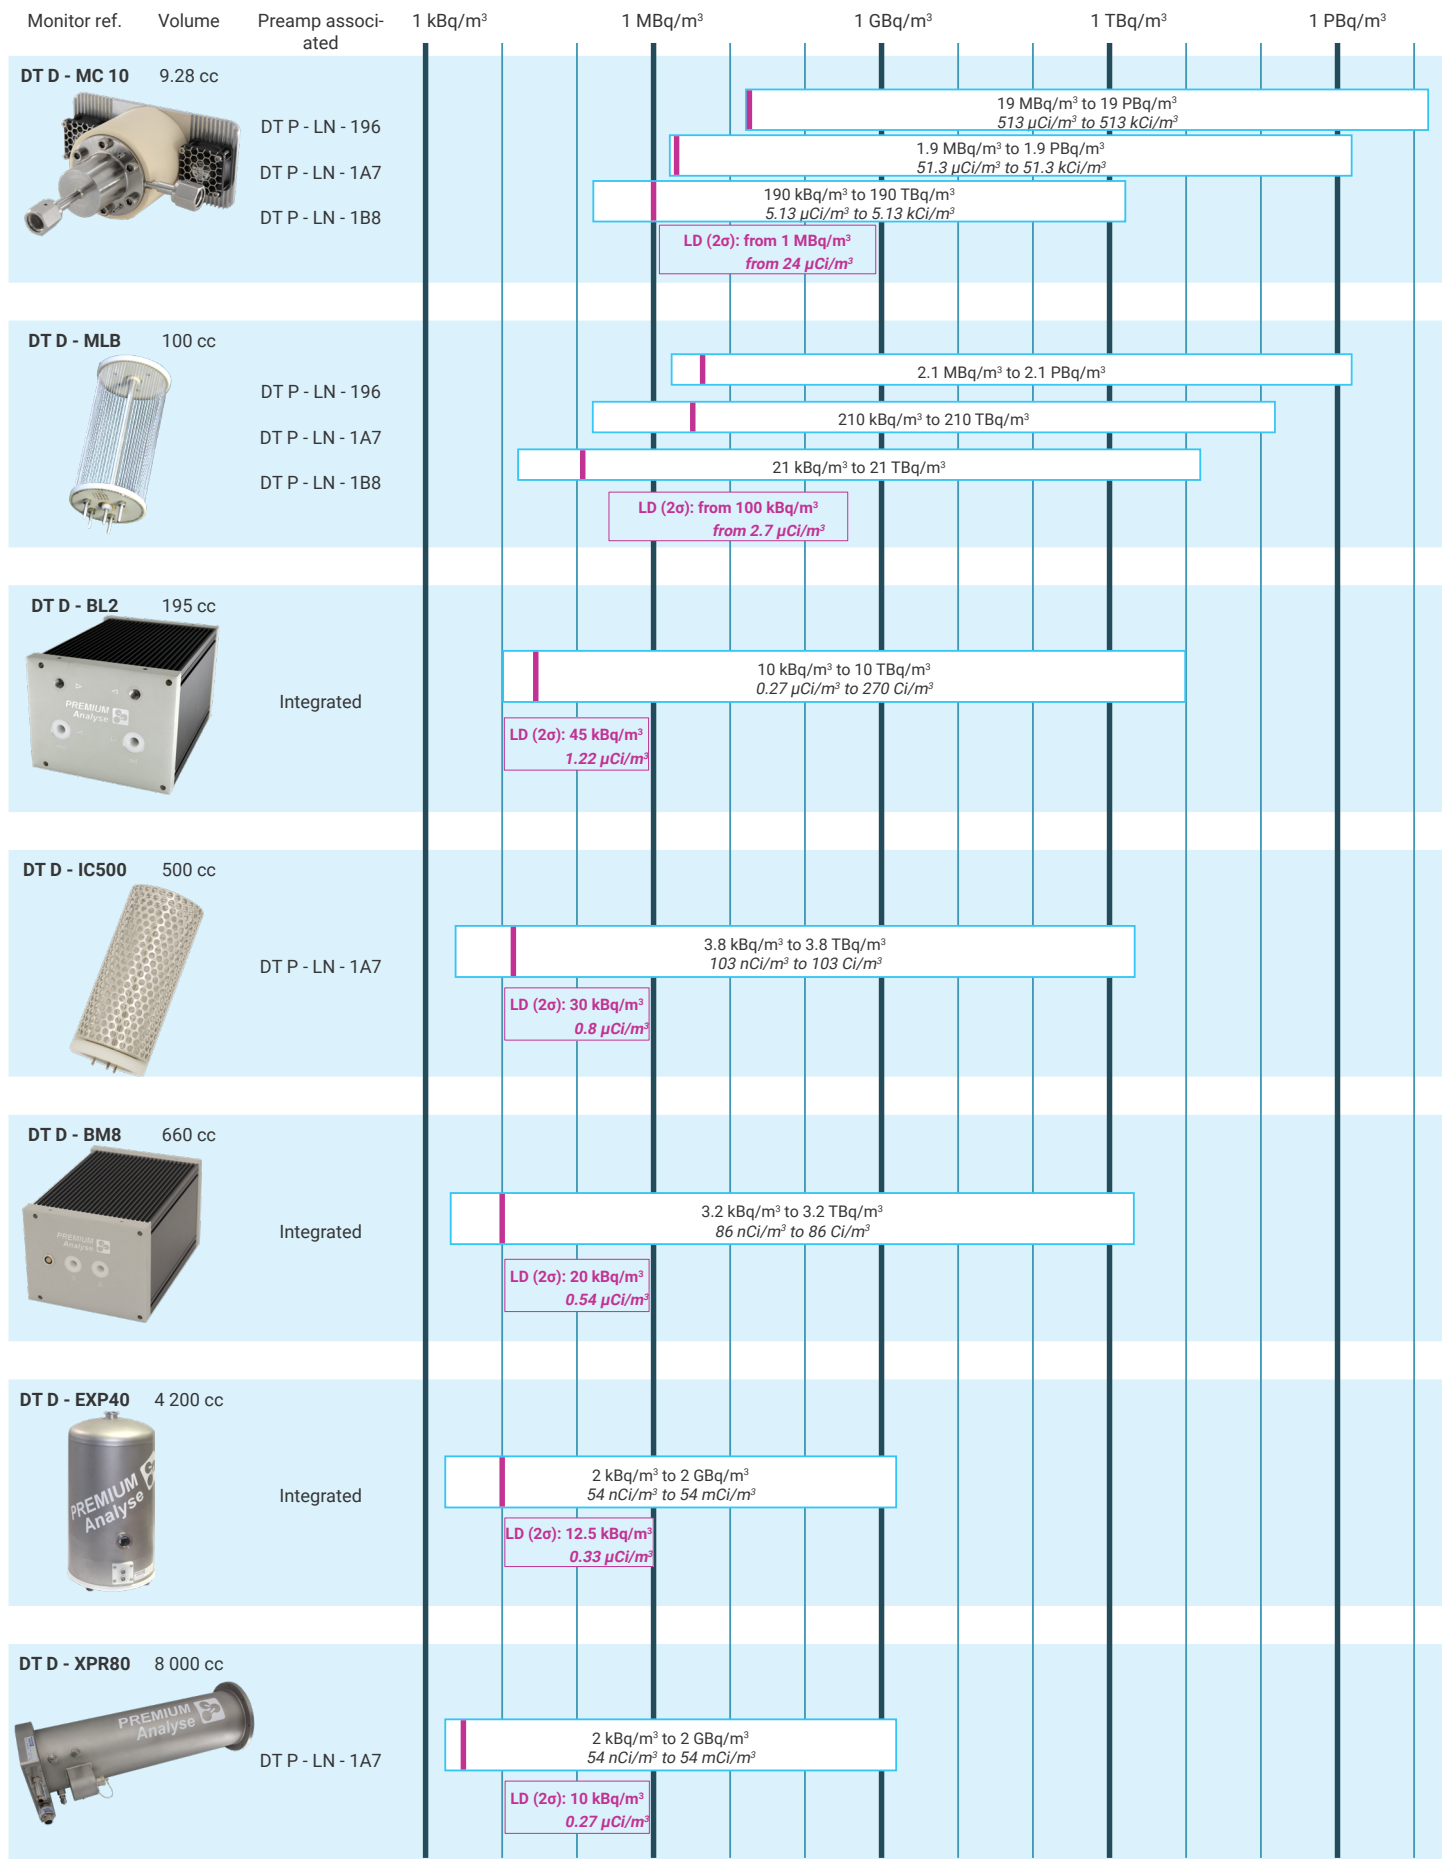 Monitor ref.
Volume
Preamp associ-
ated
1 kBq/m³
1 MBq/m³
1 GBq/m³
1 TBq/m³
1 PBq/m³
DT D - MC 10
9.28 cc
DT P - LN - 196
19 MBq/m³ to 19 PBq/m³
513 µCi/m³ to 513 kCi/m³
DT P - LN - 1A7
1.9 MBq/m³ to 1.9 PBq/m³
51.3 µCi/m³ to 51.3 kCi/m³
DT P - LN - 1B8
190 kBq/m³ to 190 TBq/m³
5.13 µCi/m³ to 5.13 kCi/m³
LD (2σ): from 1 MBq/m³
from 24 µCi/m³
DT D - MLB
100 cc
DT P - LN - 196
2.1 MBq/m³ to 2.1 PBq/m³
DT P - LN - 1A7
210 kBq/m³ to 210 TBq/m³
DT P - LN - 1B8
21 kBq/m³ to 21 TBq/m³
LD (2σ): from 100 kBq/m³
from 2.7 µCi/m³
DT D - BL2
195 cc
PREMIUM
Analyse
Integrated
10 kBq/m³ to 10 TBq/m³
0.27 µCi/m³ to 270 Ci/m³
LD (2σ): 45 kBq/m³
1.22 µCi/m³
DT D - IC500
500 cc
DT P - LN - 1A7
3.8 kBq/m³ to 3.8 TBq/m³
103 nCi/m³ to 103 Ci/m³
LD (2σ): 30 kBq/m³
0.8 µCi/m³
DT D - BM8
660 cc
PREMIUM
Analyse
Integrated
3.2 kBq/m³ to 3.2 TBq/m³
86 nCi/m³ to 86 Ci/m³
LD (2σ): 20 kBq/m³
0.54 µCi/m³
DT D - EXP40
4 200 cc
PREMIUM
Analyse
Integrated
2 kBq/m³ to 2 GBq/m³
54 nCi/m³ to 54 mCi/m³
LD (2σ): 12.5 kBq/m³
0.33 µCi/m³
DT D - XPR80
8 000 cc
PREMIUM
Analyse
DT P - LN - 1A7
2 kBq/m³ to 2 GBq/m³
54 nCi/m³ to 54 mCi/m³
LD (2σ): 10 kBq/m³
0.27 µCi/m³